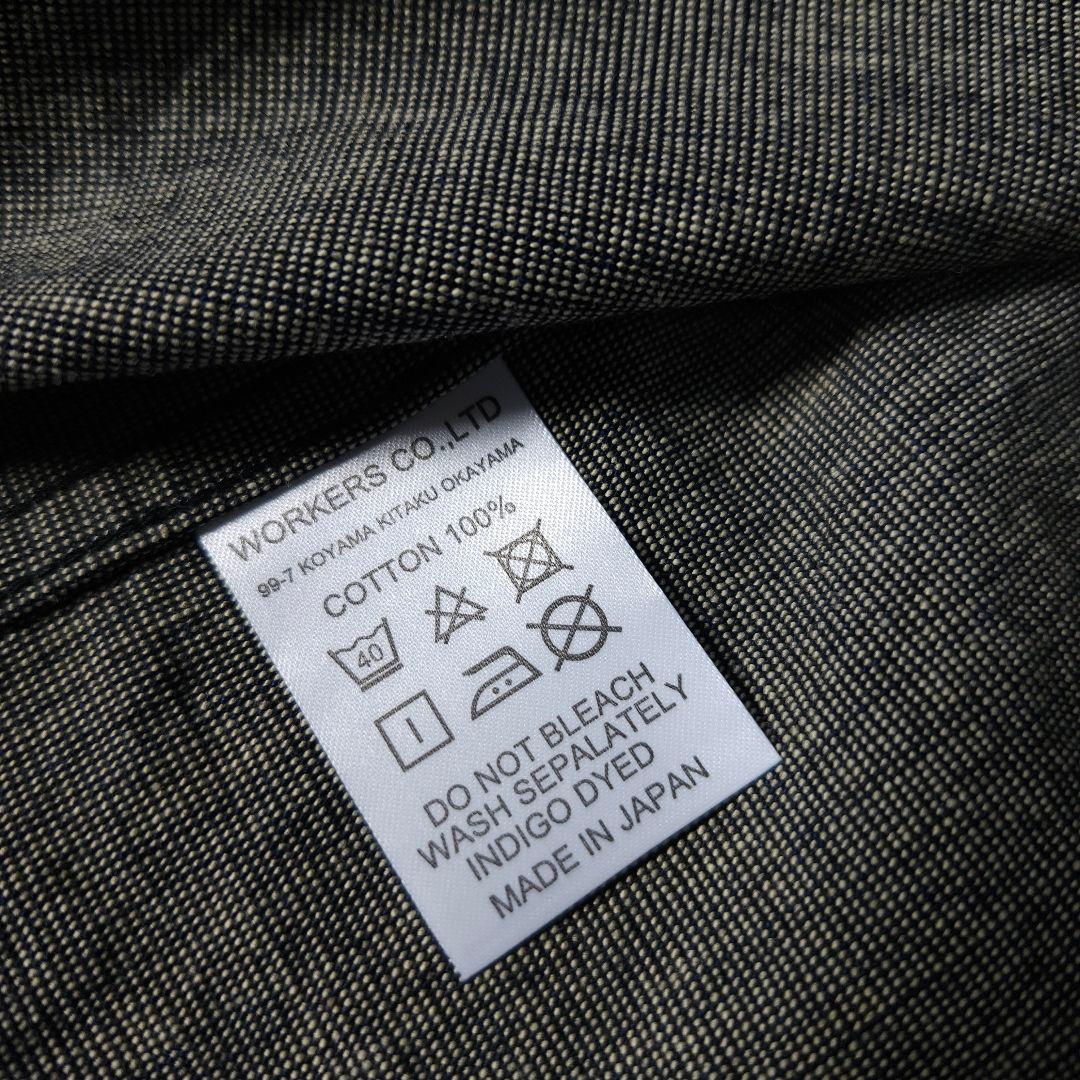 WORKERS CO.,LTD
99-7 KOYAMA KITAKU OKAYAMA
COTTON 100%
40
DO NOT BLEACH
WASH SEPALATELY
INDIGO DYED
MADE IN JAPAN